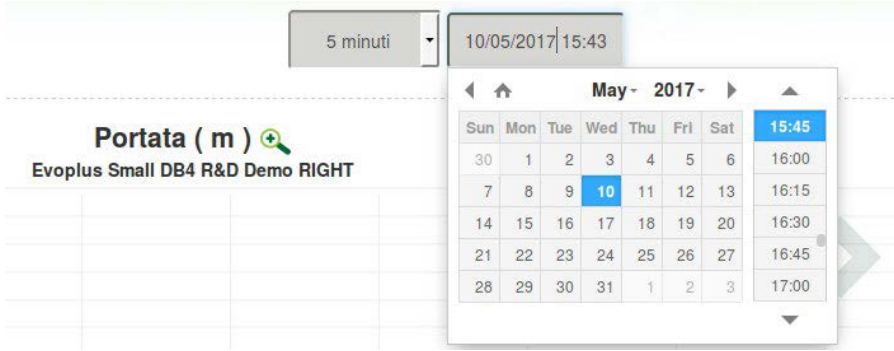 5 minuti 10/05/2017 15:43
May 2017
Sun Mon Tue Wed Thu Fri Sat 15:45
30 1 2 3 4 5 6 16:00
7 8 9 10 11 12 13 16:15
14 15 16 17 18 19 20 16:30
21 22 23 24 25 26 27 16:45
28 29 30 31 1 2 3 17:00
Portata ( m )
Evoplus Small DB4 R&D Demo RIGHT